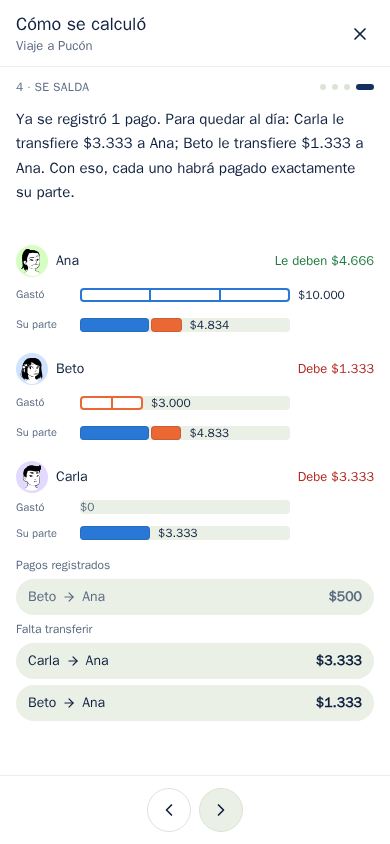 Cómo se calculó
Viaje a Pucón
4 · SE SALDA
Ya se registró 1 pago. Para quedar al día: Carla le
transfiere $3.333 a Ana; Beto le transfiere $1.333 a
Ana. Con eso, cada uno habrá pagado exactamente
su parte.
Ana Le deben $4.666
Gastó $10.000
Su parte $4.834
Beto Debe $1.333
Gastó $3.000
Su parte $4.833
Carla Debe $3.333
Gastó $0
Su parte $3.333
Pagos registrados
Beto → Ana $500
Falta transferir
Carla → Ana $3.333
Beto → Ana $1.333